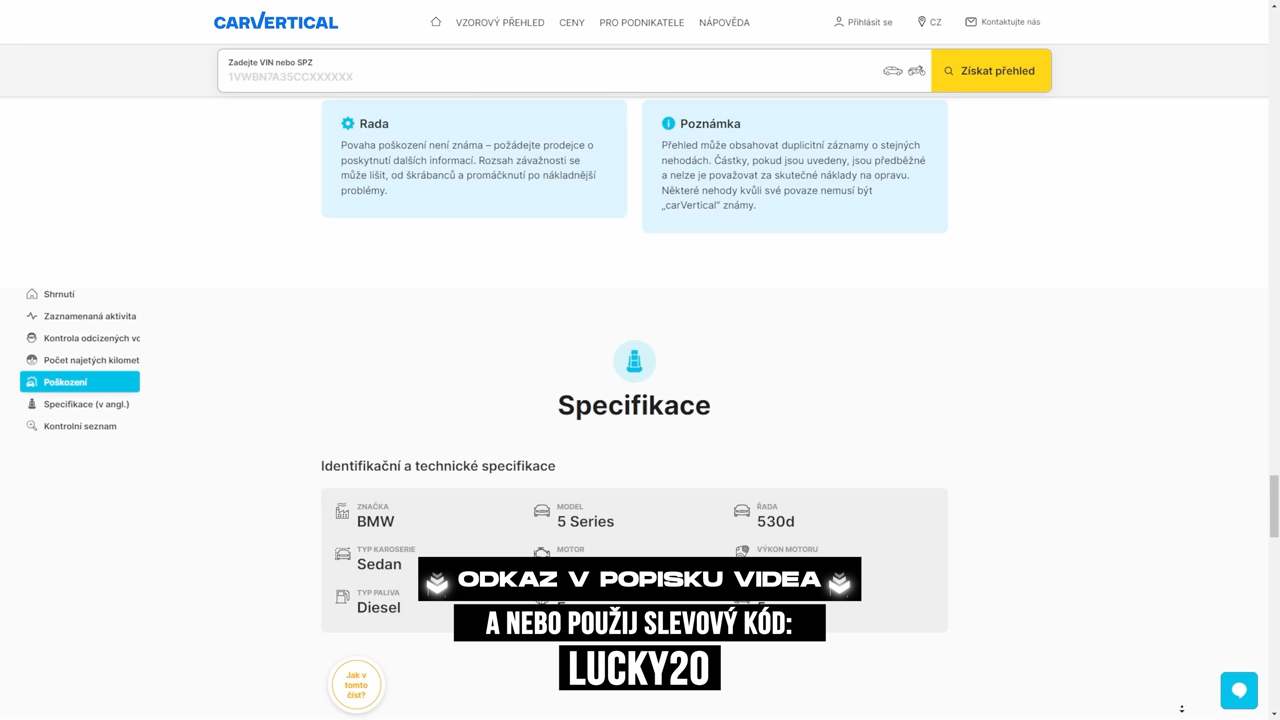 CARVERTICAL
VZOROVÝ PŘEHLED
CENY
PRO PODNIKATELE
NÁPOVĚDA
Přihlásit se
CZ
Kontaktujte nás
Zadejte VIN nebo SPZ
1VWBN7A35CCXXXXXX
Získat přehled
Rada
Povaha poškození není známa – požádejte prodejce o
poskytnutí dalších informací. Rozsah závažnosti se
může lišit, od škrábanců a promáčknutí po nákladnější
problémy.
Poznámka
Přehled může obsahovat duplicitní záznamy o stejných
nehodách. Částky, pokud jsou uvedeny, jsou předběžné
a nelze je považovat za skutečné náklady na opravu.
Některé nehody kvůli své povaze nemusí být
„carVertical“ známy.
Shrnutí
Zaznamenaná aktivita
Kontrola odcizených vc
Počet najetých kilomet
Poškození
Specifikace (v angl.)
Kontrolní seznam
Specifikace
Identifikační a technické specifikace
ZNAČKA
BMW
MODEL
5 Series
ŘADA
530d
TYP KAROSERIE
Sedan
MOTOR
VÝKON MOTORU
TYP PALIVA
Diesel
ODKAZ V POPISKU VIDEA
A NEBO POUŽIJ SLEVOVÝ KÓD:
LUCKY20
Jak v
tomto
číst?